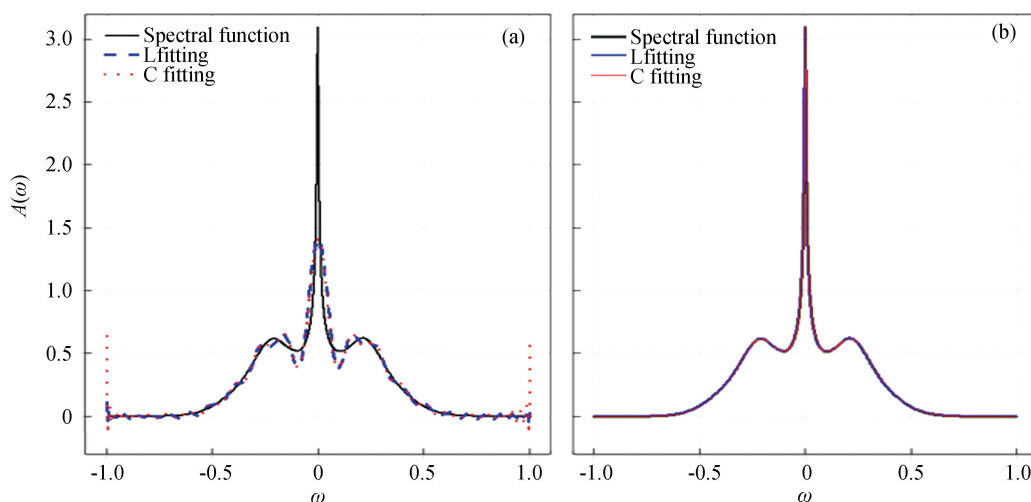 Spectral function
Lfitting
C fitting
(a)
3.0
2.5
2.0
1.5
1.0
0.5
0
A(ω)
-1.0 -0.5 0 0.5 1.0
ω
Spectral function
Lfitting
C fitting
(b)
-1.0 -0.5 0 0.5 1.0
ω